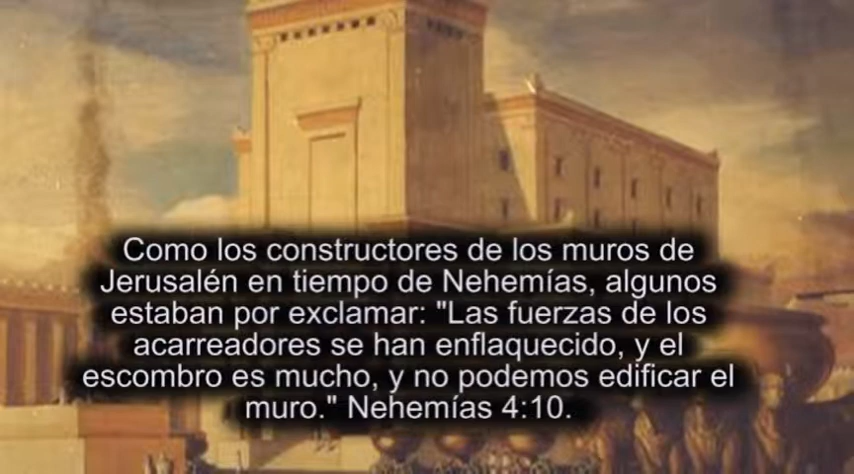 Como los constructores de los muros de
Jerusalén en tiempo de Nehemías, algunos
estaban por exclamar: "Las fuerzas de los
acarreadores se han enflaquecido, y el
escombro es mucho, y no podemos edificar el
muro." Nehemías 4:10.